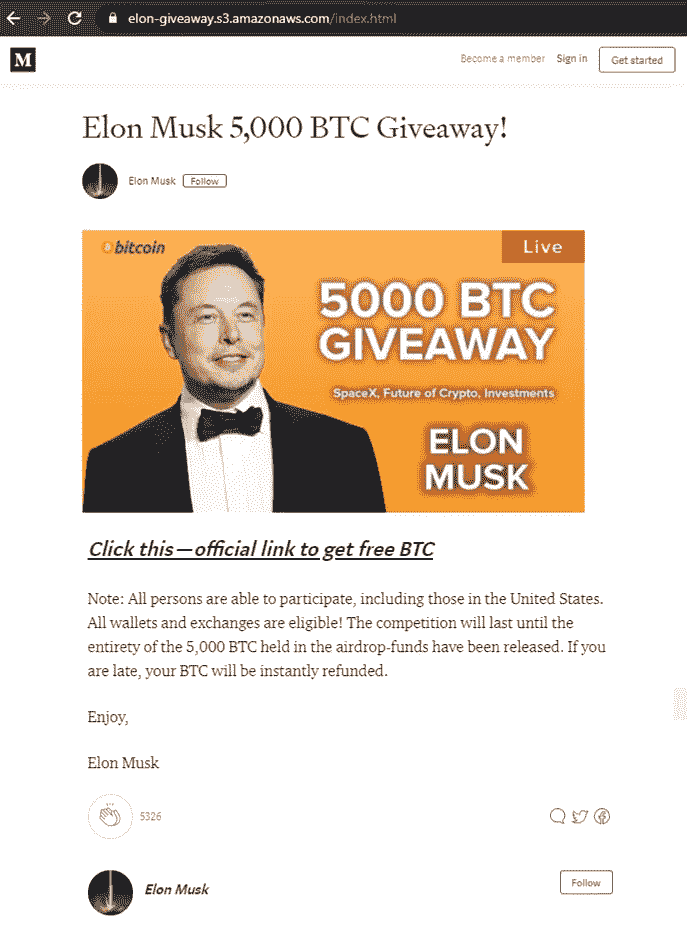 elon-giveaway.s3.amazonaws.com/index.html
M
Become a member Sign in Get started
Elon Musk 5,000 BTC Giveaway!
Elon Musk Follow
bitcoin
Live
5000 BTC
GIVEAWAY
SpaceX, Future of Crypto, Investments
ELON
MUSK
Click this—official link to get free BTC
Note: All persons are able to participate, including those in the United States.
All wallets and exchanges are eligible! The competition will last until the
entirety of the 5,000 BTC held in the airdrop-funds have been released. If you
are late, your BTC will be instantly refunded.
Enjoy,
Elon Musk
5326
Elon Musk
Follow